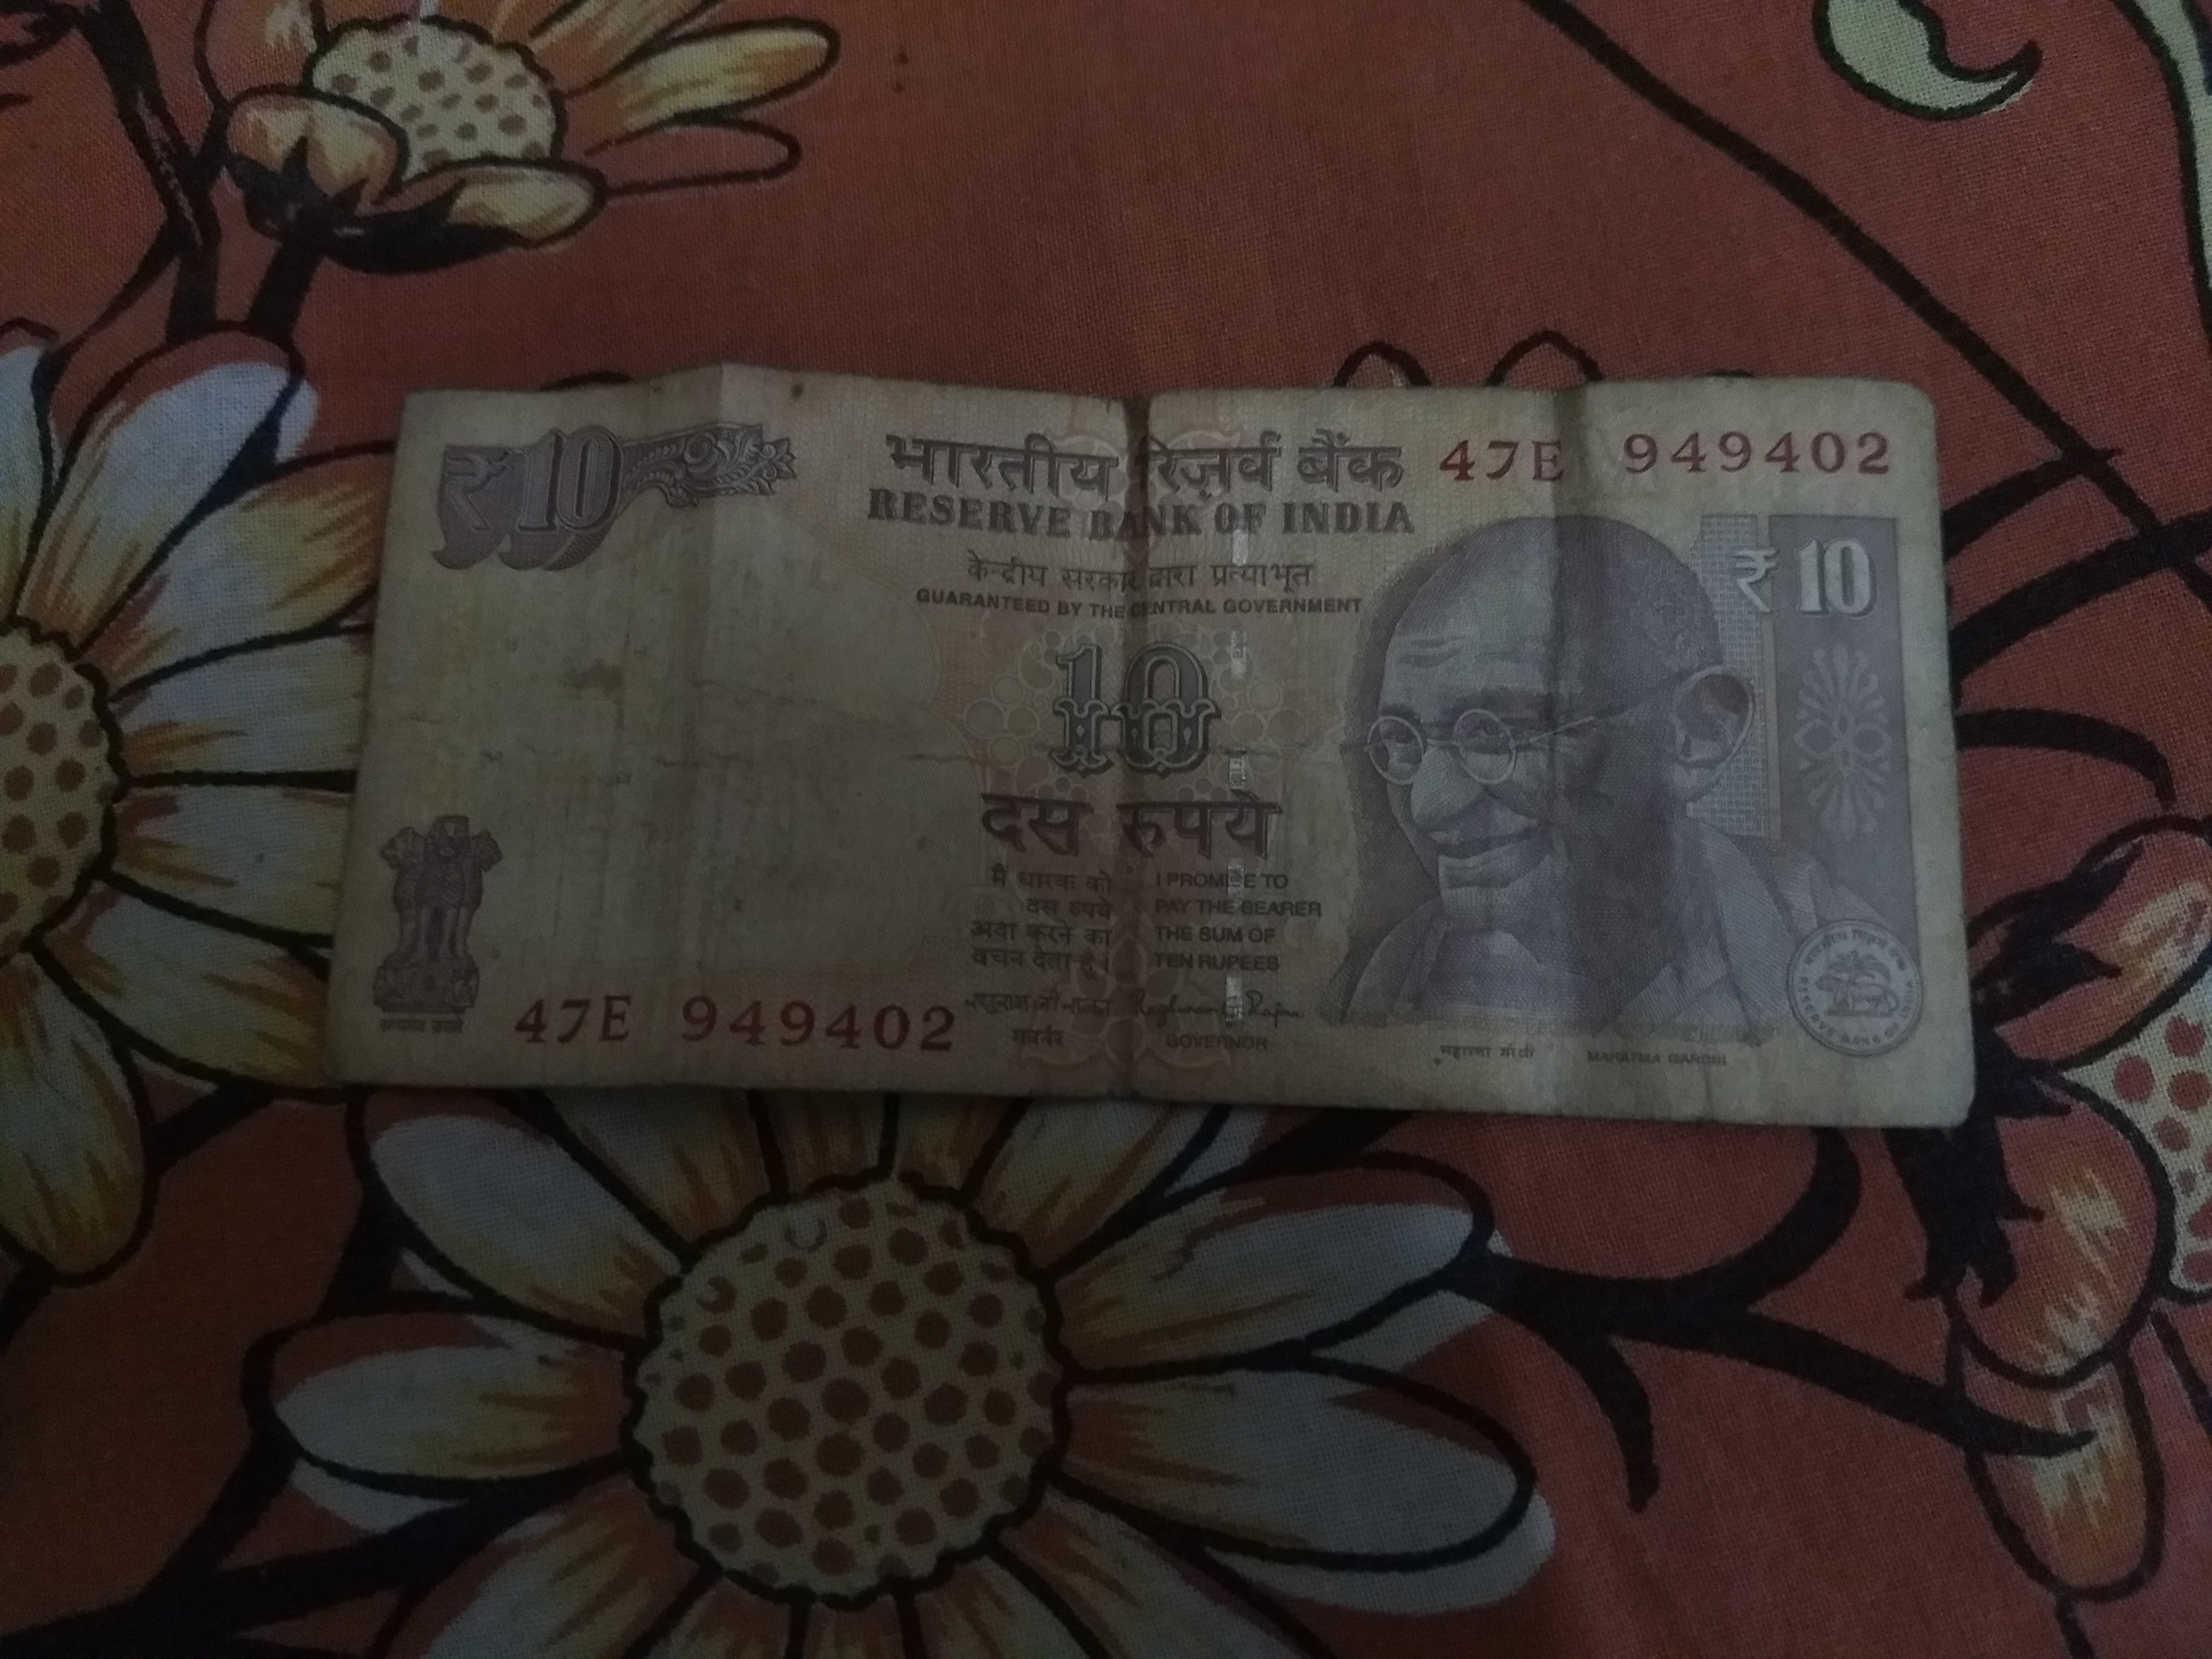 ₹10
भारतीय रिज़र्व बैंक
47E 949402
RESERVE BANK OF INDIA
केन्द्रीय सरकार द्वारा प्रत्याभूत
GUARANTEED BY THE CENTRAL GOVERNMENT
₹ 10
10
दस रुपये
मैं धारक को
दस रुपये
अदा करने का
वचन देता हूँ।
I PROMISE TO
PAY THE BEARER
THE SUM OF
TEN RUPEES
रघुराम जी राजन
Raghuram G Rajan
गवर्नर
GOVERNOR
47E 949402
सत्यमेव जयते
महात्मा गांधी
MAHATMA GANDHI
भारतीय रिज़र्व बैंक
RESERVE BANK OF INDIA